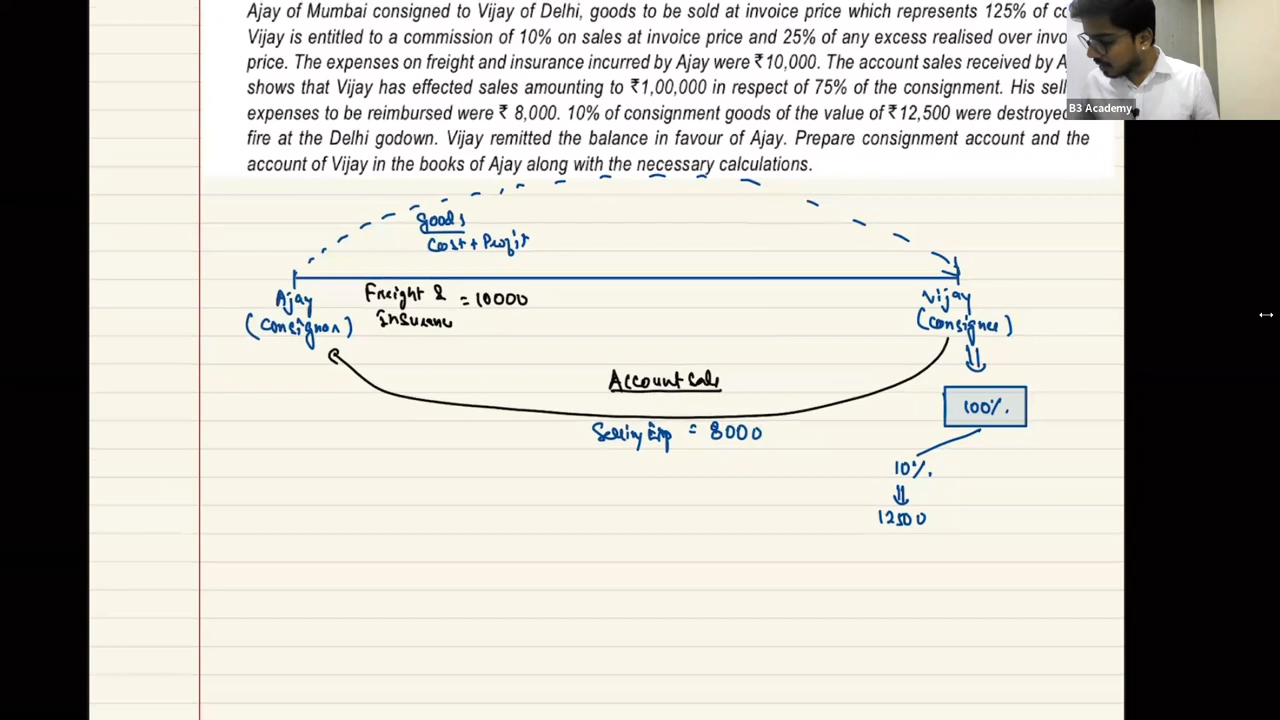 Ajay of Mumbai consigned to Vijay of Delhi, goods to be sold at invoice price which represents 125% of
Vijay is entitled to a commission of 10% on sales at invoice price and 25% of any excess realised over
price. The expenses on freight and insurance incurred by Ajay were ₹10,000. The account sales received by
shows that Vijay has effected sales amounting to ₹1,00,000 in respect of 75% of the consignment. His
expenses to be reimbursed were ₹ 8,000. 10% of consignment goods of the value of ₹12,500 were destroyed
fire at the Delhi godown. Vijay remitted the balance in favour of Ajay. Prepare consignment account and the
account of Vijay in the books of Ajay along with the necessary calculations.
B3 Academy
Goods
Cost + Profit
Ajay
(Consignor)
Freight & = 10000
Insuranc
Vijay
(Consignee)
Account Sale
Selling Exp = 8000
100%.
10%.
12500